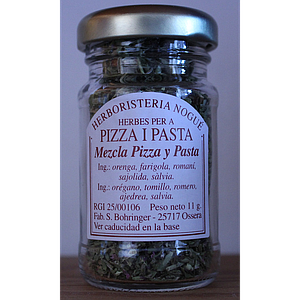 HERBORISTERIA NOGUÉ
HERBES PER A
PIZZA I PASTA
Mezcla Pizza y Pasta
Ing.: orenga, farigola, romaní,
sajolida, sàlvia.
Ing.: orégano, tomillo, romero,
ajedrea, salvia.
RGI 25/00106 Peso neto 11 g.
Fab. S. Bohringer - 25717 Ossera
Ver caducidad en la base